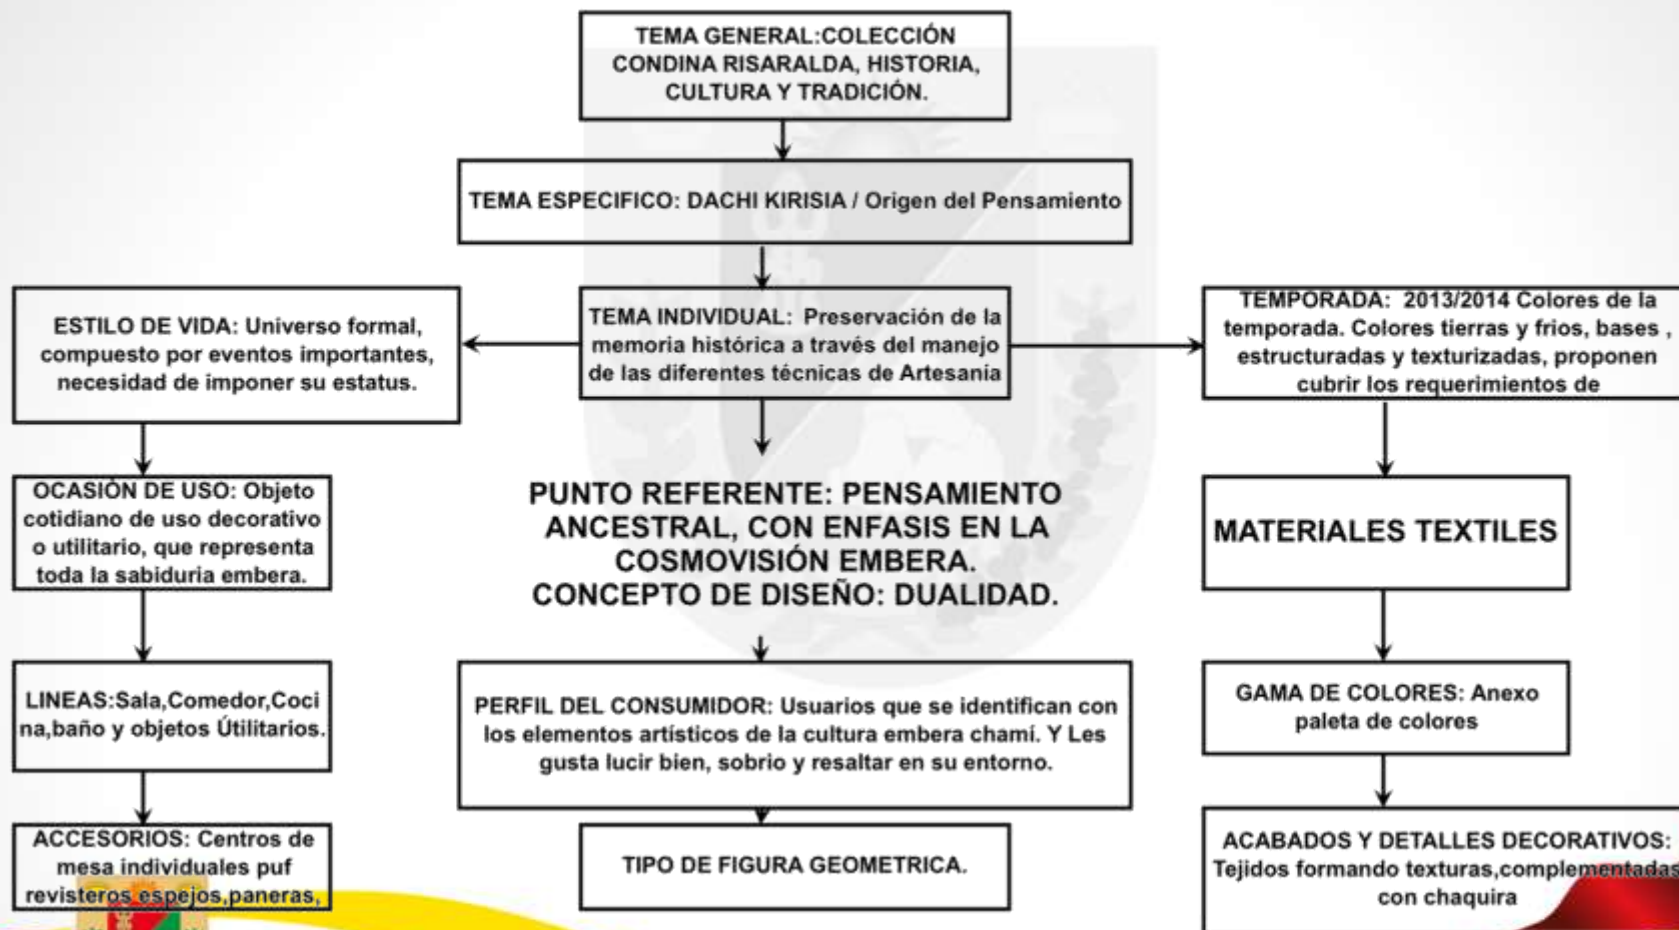 TEMA GENERAL:COLECCIÓN
CONDINA RISARALDA, HISTORIA,
CULTURA Y TRADICIÓN.
TEMA ESPECIFICO: DACHI KIRISIA / Origen del Pensamiento
ESTILO DE VIDA: Universo formal,
compuesto por eventos importantes,
necesidad de imponer su estatus.
TEMA INDIVIDUAL: Preservación de la
memoria histórica a través del manejo
de las diferentes técnicas de Artesanía
TEMPORADA: 2013/2014 Colores de la
temporada. Colores tierras y frios, bases ,
estructuradas y texturizadas, proponen
cubrir los requerimientos de
OCASIÓN DE USO: Objeto
cotidiano de uso decorativo
o utilitario, que representa
toda la sabiduria embera.
PUNTO REFERENTE: PENSAMIENTO
ANCESTRAL, CON ENFASIS EN LA
COSMOVISIÓN EMBERA.
CONCEPTO DE DISEÑO: DUALIDAD.
MATERIALES TEXTILES
LINEAS:Sala,Comedor,Coci
na,baño y objetos Útilitarios.
PERFIL DEL CONSUMIDOR: Usuarios que se identifican con
los elementos artísticos de la cultura embera chamí. Y Les
gusta lucir bien, sobrio y resaltar en su entorno.
GAMA DE COLORES: Anexo
paleta de colores
ACCESORIOS: Centros de
mesa individuales puf
revisteros espejos,paneras,
TIPO DE FIGURA GEOMETRICA.
ACABADOS Y DETALLES DECORATIVOS:
Tejidos formando texturas,complementadas
con chaquira